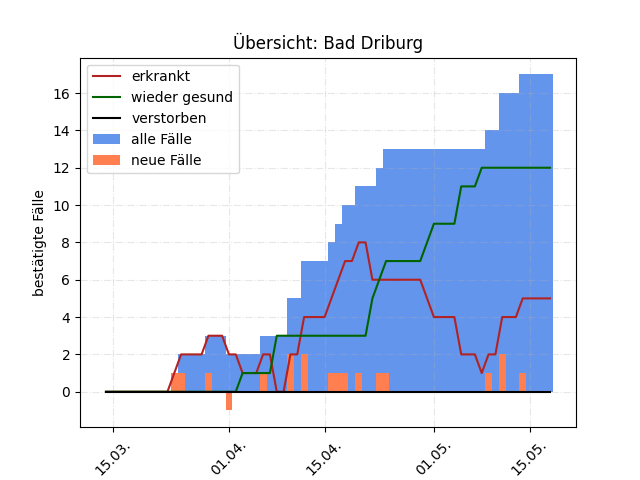 Übersicht: Bad Driburg
erkrankt
wieder gesund
verstorben
alle Fälle
neue Fälle
bestätigte Fälle
16
14
12
10
8
6
4
2
0
15.03.
01.04.
15.04.
01.05.
15.05.